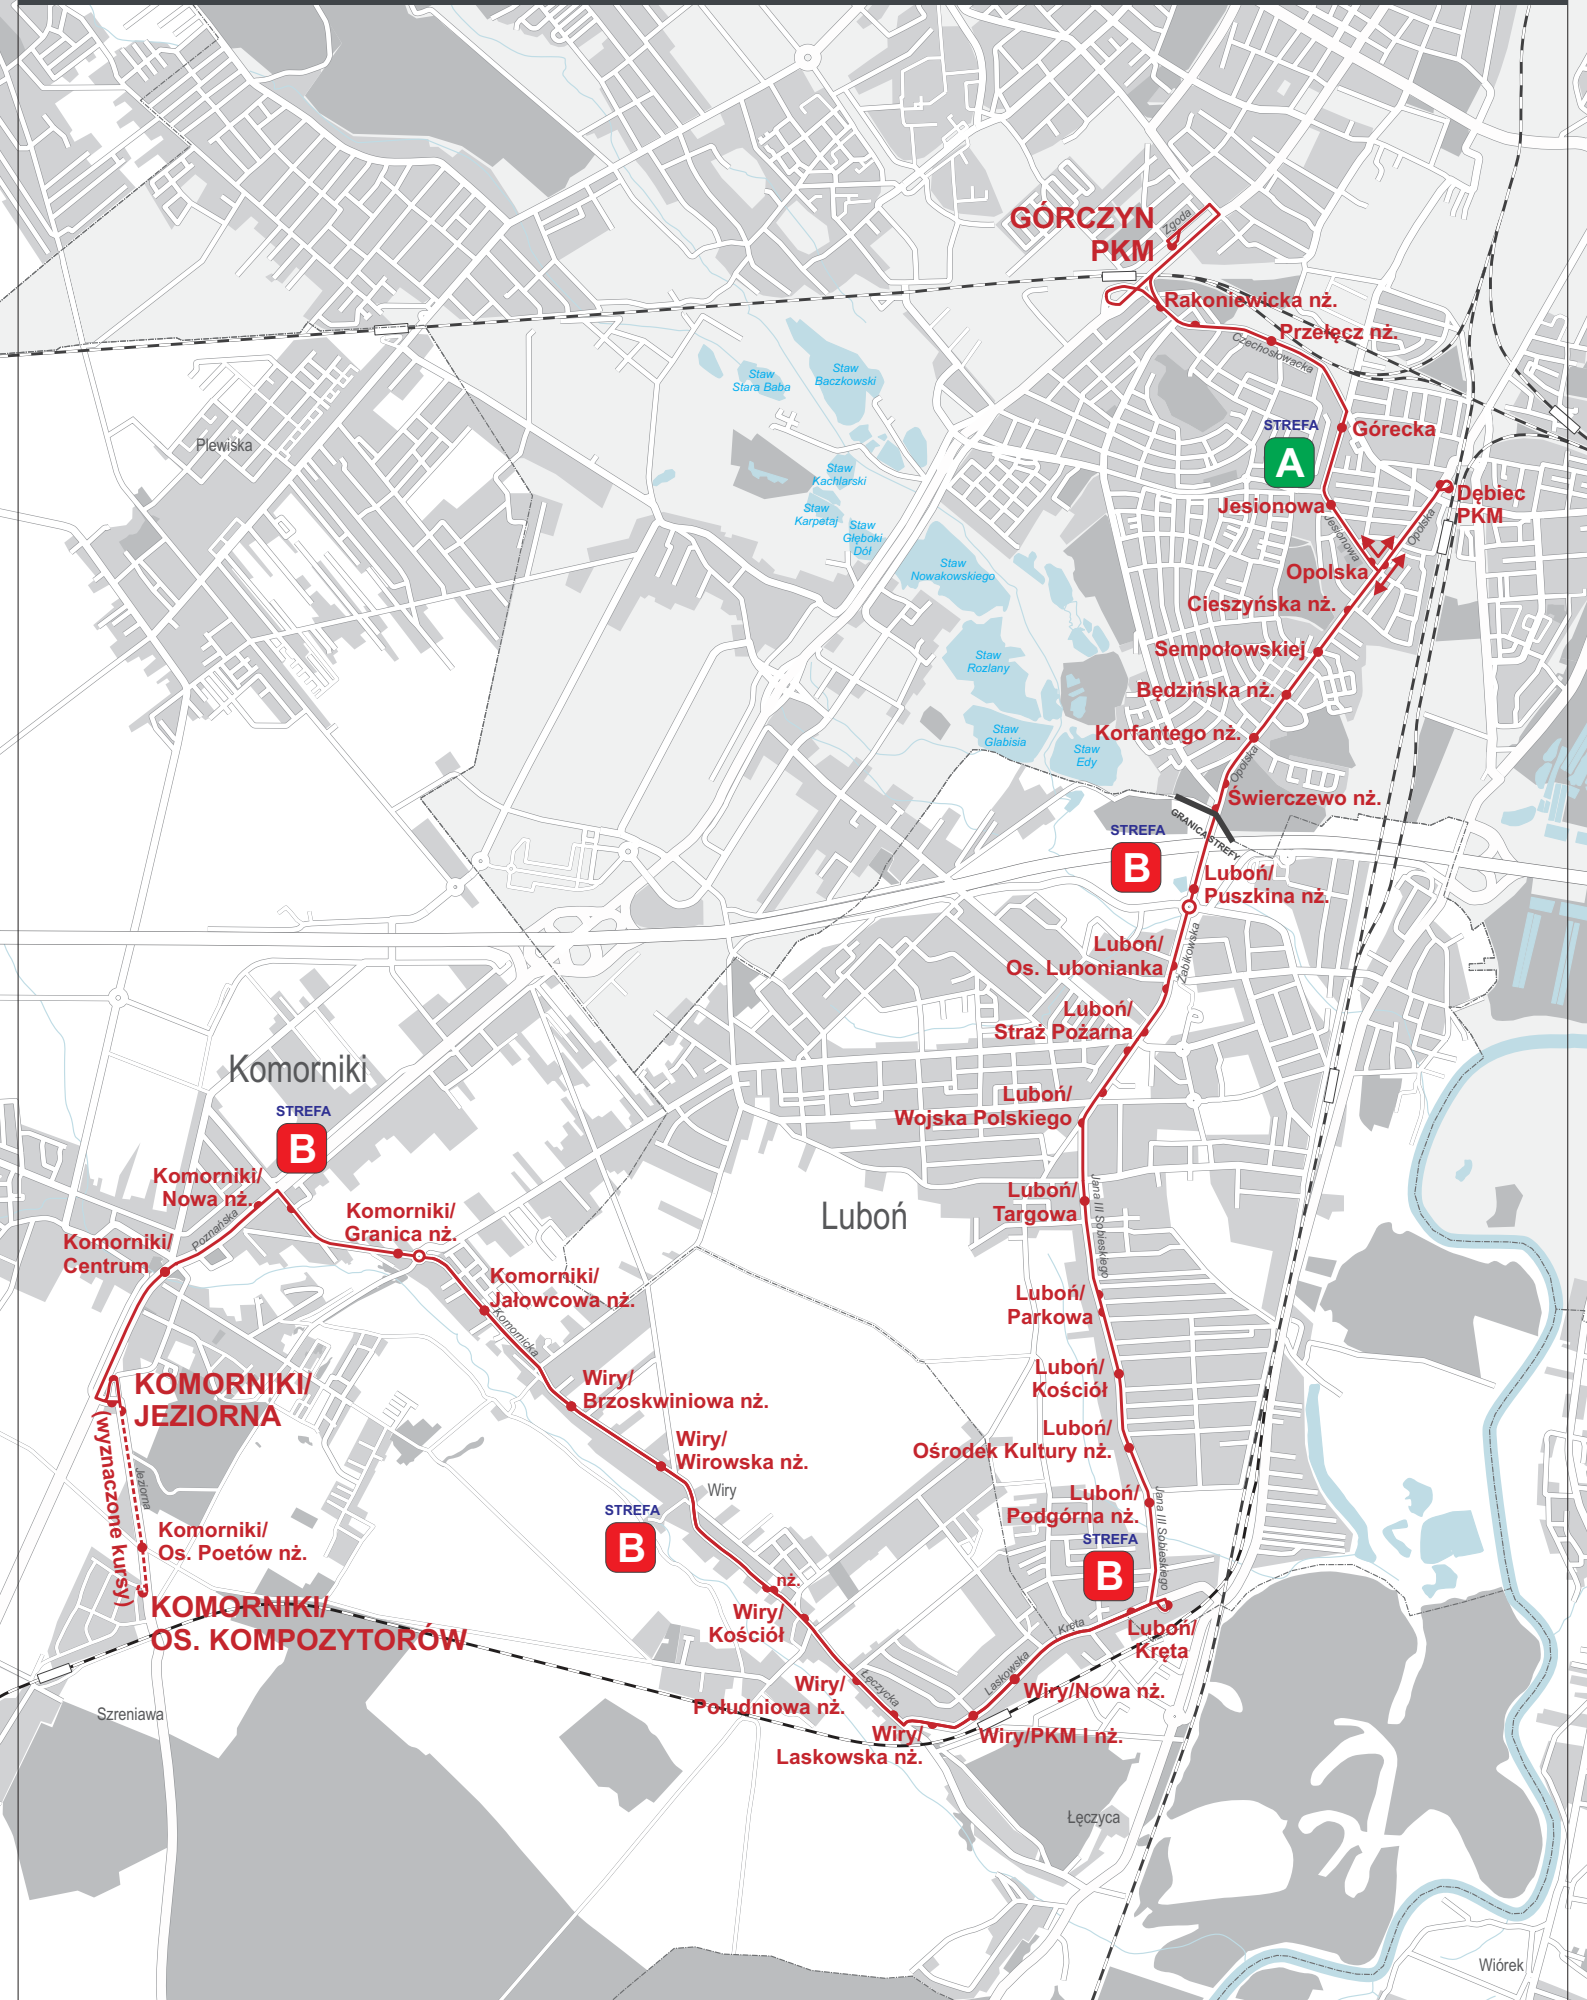 GÓRCZYN
PKM
Zgoda
Rakoniewicka nż.
Przełęcz nż.
Czechosłowacka
Staw
Stara Baba
Staw
Baczkowski
STREFA
A
Górecka
Plewiska
Staw
Kachlarski
Staw
Karpetaj
Staw
Głęboki
Dół
Jesionowa
Jesionowa
Dębiec
PKM
Opolska
Opolska
Staw
Nowakowskiego
Cieszyńska nż.
Sempołowskiej
Staw
Rozlany
Będzińska nż.
Staw
Glabisia
Staw
Edy
Korfantego nż.
Opolska
Świerczewo nż.
GRANICA STREFY
STREFA
B
Luboń/
Puszkina nż.
Luboń/
Os. Lubonianka
Żabikowska
Luboń/
Straż Pożarna
Komorniki
STREFA
B
Luboń/
Wojska Polskiego
Komorniki/
Nowa nż.
Poznańska
Komorniki/
Granica nż.
Komorniki/
Centrum
Luboń
Luboń/
Targowa
Jana III Sobieskiego
Komorniki/
Jałowcowa nż.
Komornicka
Luboń/
Parkowa
KOMORNIKI/
JEZIORNA
(wyznaczone kursy)
Jeziorna
Wiry/
Brzoskwiniowa nż.
Luboń/
Kościół
Wiry/
Wirowska nż.
Wiry
Luboń/
Ośrodek Kultury nż.
Luboń/
Podgórna nż.
Jana III Sobieskiego
STREFA
B
STREFA
B
Komorniki/
Os. Poetów nż.
KOMORNIKI/
OS. KOMPOZYTORÓW
nż.
Wiry/
Kościół
Kręta
Luboń/
Kręta
Laskowska
Wiry/
Południowa nż.
Łęczycka
Wiry/Nowa nż.
Wiry/
Laskowska nż.
Wiry/PKM I nż.
Szreniawa
Łęczyca
Wiórek